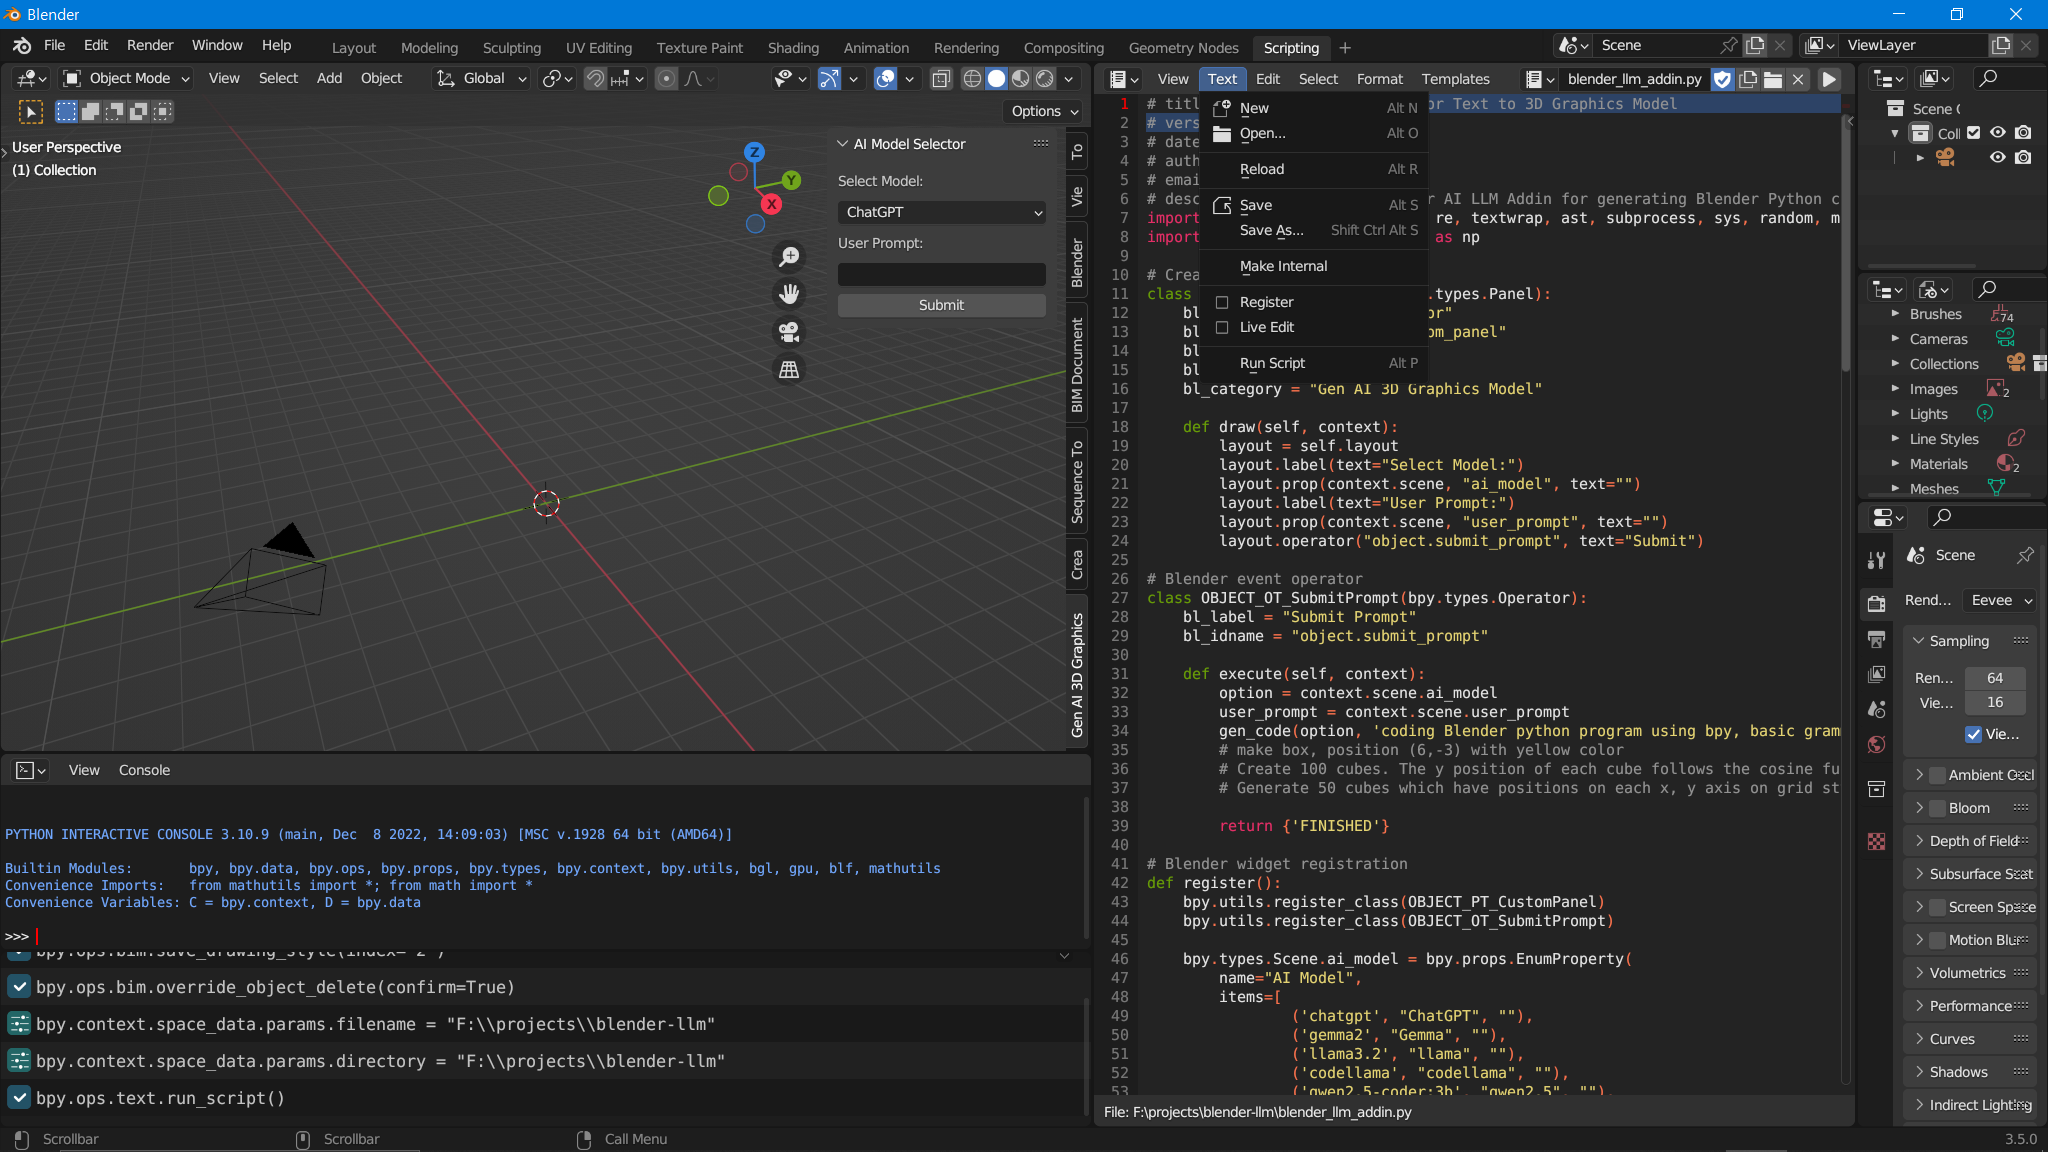 Blender
File Edit Render Window Help
Layout Modeling Sculpting UV Editing Texture Paint Shading Animation Rendering Compositing Geometry Nodes Scripting +
Scene
ViewLayer
Object Mode View Select Add Object Global
Options
User Perspective
(1) Collection
Z
Y
X
AI Model Selector
Select Model:
ChatGPT
User Prompt:
Submit
To
Vie
Blender
BIM Document
Sequence To
Crea
Gen AI 3D Graphics
View Text Edit Select Format Templates blender_llm_addin.py
New Alt N
Open... Alt O
Reload Alt R
Save Alt S
Save As... Shift Ctrl Alt S
Make Internal
Register
Live Edit
Run Script Alt P
1 # titl or Text to 3D Graphics Model
2 # vers
3 # date
4 # auth
5 # emai
6 # desc r AI LLM Addin for generating Blender Python c
7 import re, textwrap, ast, subprocess, sys, random, m
8 import as np
9
10 # Crea
11 class .types.Panel):
12 bl or"
13 bl om_panel"
14 bl
15 bl
16 bl_category = "Gen AI 3D Graphics Model"
17
18 def draw(self, context):
19 layout = self.layout
20 layout.label(text="Select Model:")
21 layout.prop(context.scene, "ai_model", text="")
22 layout.label(text="User Prompt:")
23 layout.prop(context.scene, "user_prompt", text="")
24 layout.operator("object.submit_prompt", text="Submit")
25
26 # Blender event operator
27 class OBJECT_OT_SubmitPrompt(bpy.types.Operator):
28 bl_label = "Submit Prompt"
29 bl_idname = "object.submit_prompt"
30
31 def execute(self, context):
32 option = context.scene.ai_model
33 user_prompt = context.scene.user_prompt
34 gen_code(option, 'coding Blender python program using bpy, basic gram
35 # make box, position (6,-3) with yellow color
36 # Create 100 cubes. The y position of each cube follows the cosine fu
37 # Generate 50 cubes which have positions on each x, y axis on grid st
38
39 return {'FINISHED'}
40
41 # Blender widget registration
42 def register():
43 bpy.utils.register_class(OBJECT_PT_CustomPanel)
44 bpy.utils.register_class(OBJECT_OT_SubmitPrompt)
45
46 bpy.types.Scene.ai_model = bpy.props.EnumProperty(
47 name="AI Model",
48 items=[
49 ('chatgpt', "ChatGPT", ""),
50 ('gemma2', "Gemma", ""),
51 ('llama3.2', "llama", ""),
52 ('codellama', "codellama", ""),
53 ('qwen2.5-coder:3b', "qwen2.5", ""),
File: F:\projects\blender-llm\blender_llm_addin.py
View Console
PYTHON INTERACTIVE CONSOLE 3.10.9 (main, Dec 8 2022, 14:09:03) [MSC v.1928 64 bit (AMD64)]
Builtin Modules: bpy, bpy.data, bpy.ops, bpy.props, bpy.types, bpy.context, bpy.utils, bgl, gpu, blf, mathutils
Convenience Imports: from mathutils import *; from math import *
Convenience Variables: C = bpy.context, D = bpy.data
>>>
bpy.ops.bim.save_drawing_style(index="2")
bpy.ops.bim.override_object_delete(confirm=True)
bpy.context.space_data.params.filename = "F:\\projects\\blender-llm"
bpy.context.space_data.params.directory = "F:\\projects\\blender-llm"
bpy.ops.text.run_script()
Scene C
Coll
Brushes 74
Cameras
Collections
Images 2
Lights
Line Styles
Materials 2
Meshes
Scene
Rend... Eevee
Sampling
Ren... 64
Vie... 16
Vie...
Ambient Occl
Bloom
Depth of Field
Subsurface Scat
Screen Space
Motion Blur
Volumetrics
Performance
Curves
Shadows
Indirect Lighting
Scrollbar Scrollbar Call Menu 3.5.0